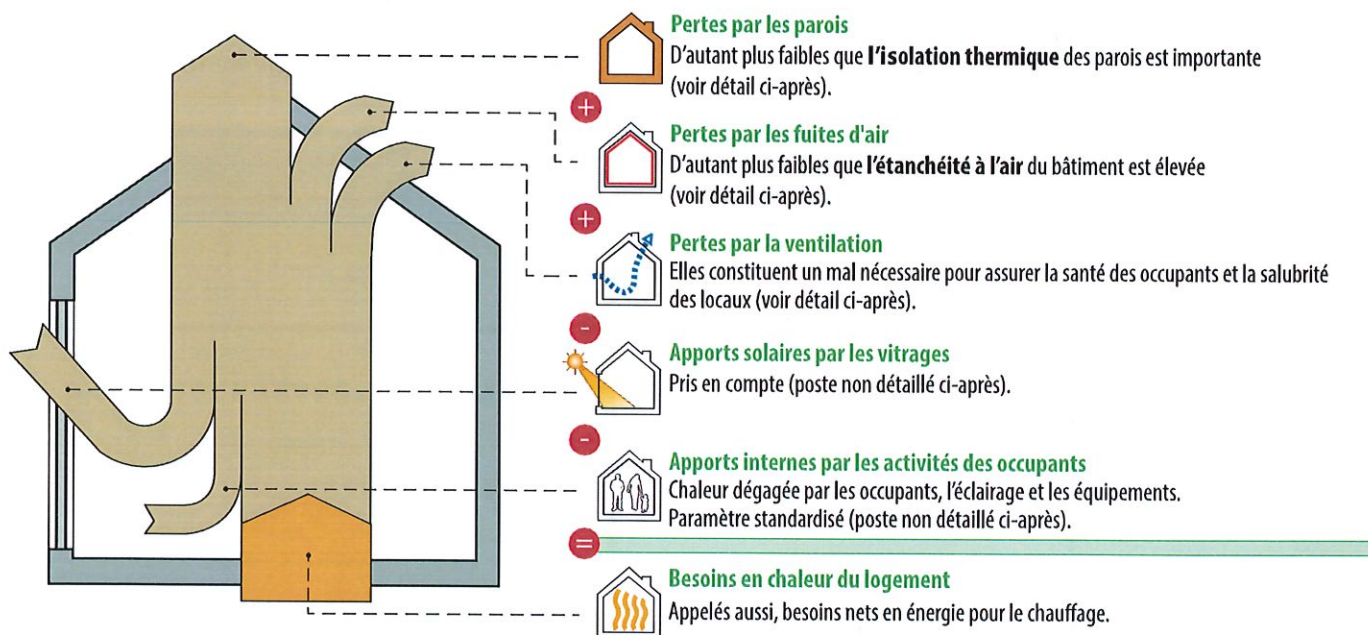 Pertes par les parois
D'autant plus faibles que l'isolation thermique des parois est importante
(voir détail ci-après).
+
Pertes par les fuites d'air
D'autant plus faibles que l'étanchéité à l'air du bâtiment est élevée
(voir détail ci-après).
+
Pertes par la ventilation
Elles constituent un mal nécessaire pour assurer la santé des occupants et la salubrité
des locaux (voir détail ci-après).
-
Apports solaires par les vitrages
Pris en compte (poste non détaillé ci-après).
-
Apports internes par les activités des occupants
Chaleur dégagée par les occupants, l'éclairage et les équipements.
Paramètre standardisé (poste non détaillé ci-après).
=
Besoins en chaleur du logement
Appelés aussi, besoins nets en énergie pour le chauffage.